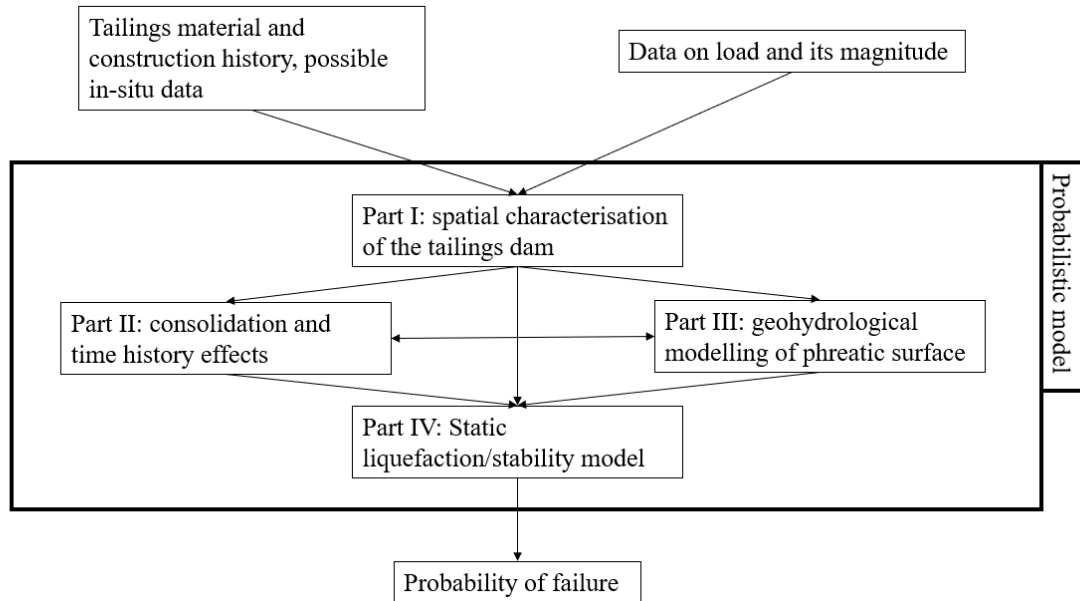 Tailings material and
construction history, possible
in-situ data
Data on load and its magnitude
Probabilistic model
Part I: spatial characterisation
of the tailings dam
Part II: consolidation and
time history effects
Part III: geohydrological
modelling of phreatic surface
Part IV: Static
liquefaction/stability model
Probability of failure